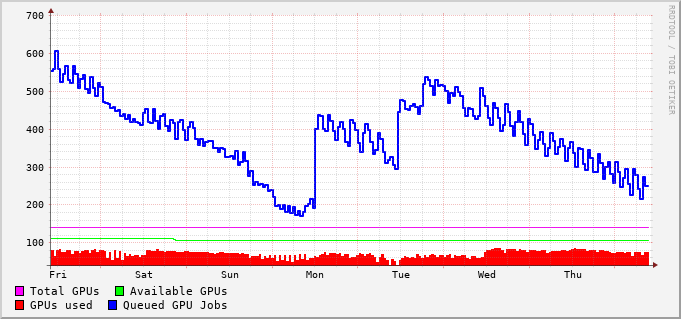 700
600
500
400
300
200
100
Fri Sat Sun Mon Tue Wed Thu
Total GPUs Available GPUs
GPUs used Queued GPU Jobs
RRDTOOL / TOBI OETIKER